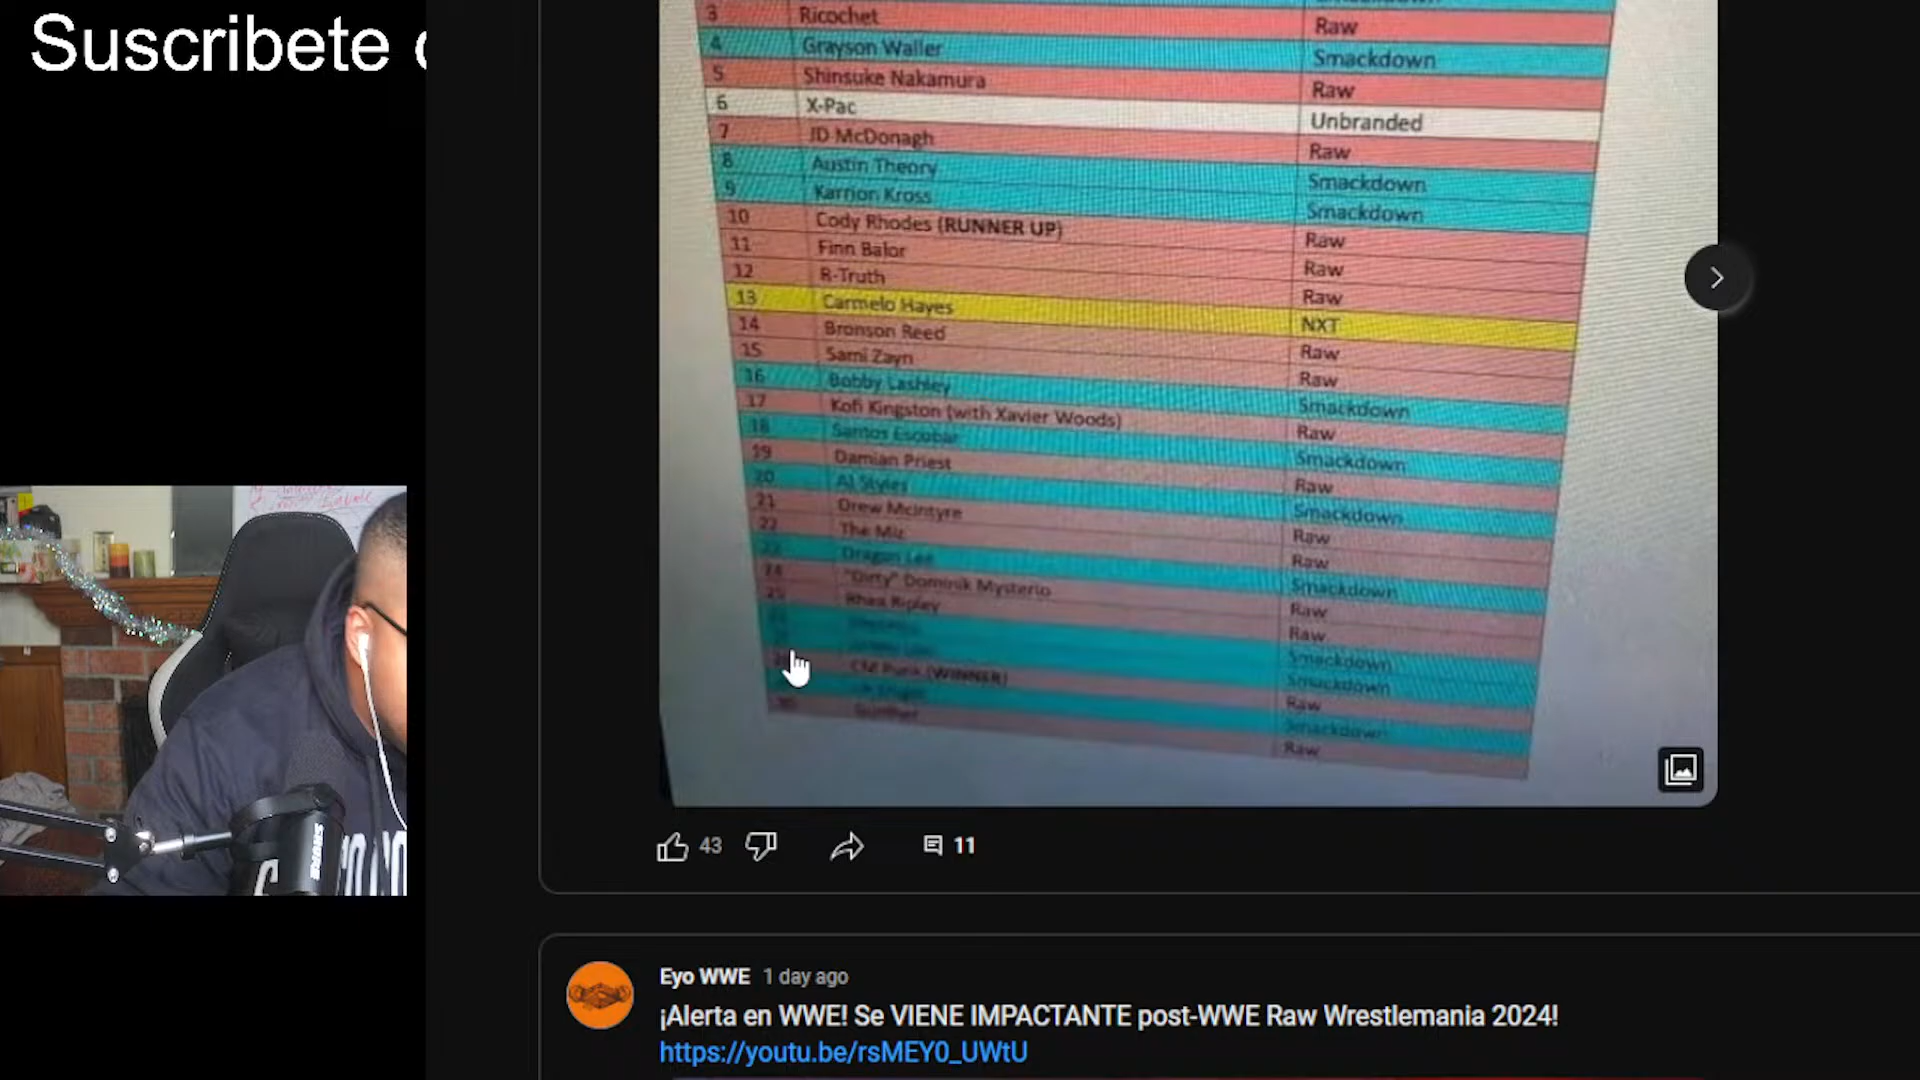 Suscribete
3 Ricochet Raw
4 Grayson Waller Smackdown
5 Shinsuke Nakamura Raw
6 X-Pac Unbranded
7 JD McDonagh Raw
8 Austin Theory Smackdown
9 Karrion Kross Smackdown
10 Cody Rhodes (RUNNER UP) Raw
11 Finn Balor Raw
12 R-Truth Raw
13 Carmelo Hayes NXT
14 Bronson Reed Raw
15 Sami Zayn Raw
16 Bobby Lashley Smackdown
17 Kofi Kingston (with Xavier Woods) Raw
18 Santos Escobar Smackdown
19 Damian Priest Raw
20 AJ Styles Smackdown
21 Drew McIntyre Raw
22 The Miz Raw
23 Dragon Lee Smackdown
24 "Dirty" Dominik Mysterio Raw
25 Rhea Ripley Raw
Smackdown
Smackdown
CM Punk (WINNER) Raw
Smackdown
30 Gunther Raw
43
11
SHURE
Eyo WWE 1 day ago
¡Alerta en WWE! Se VIENE IMPACTANTE post-WWE Raw Wrestlemania 2024!
https://youtu.be/rsMEY0_UWtU